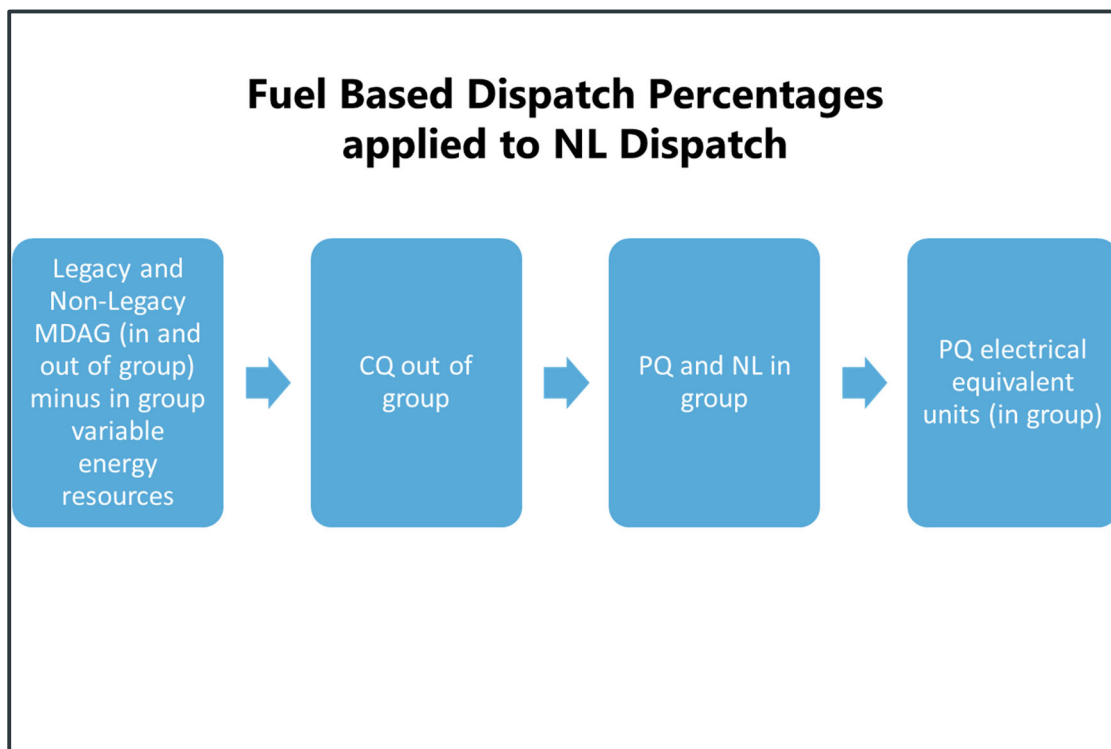 Fuel Based Dispatch Percentages
applied to NL Dispatch
Legacy and
Non-Legacy
MDAG (in and
out of group)
minus in group
variable
energy
resources
CQ out of
group
PQ and NL in
group
PQ electrical
equivalent
units (in group)